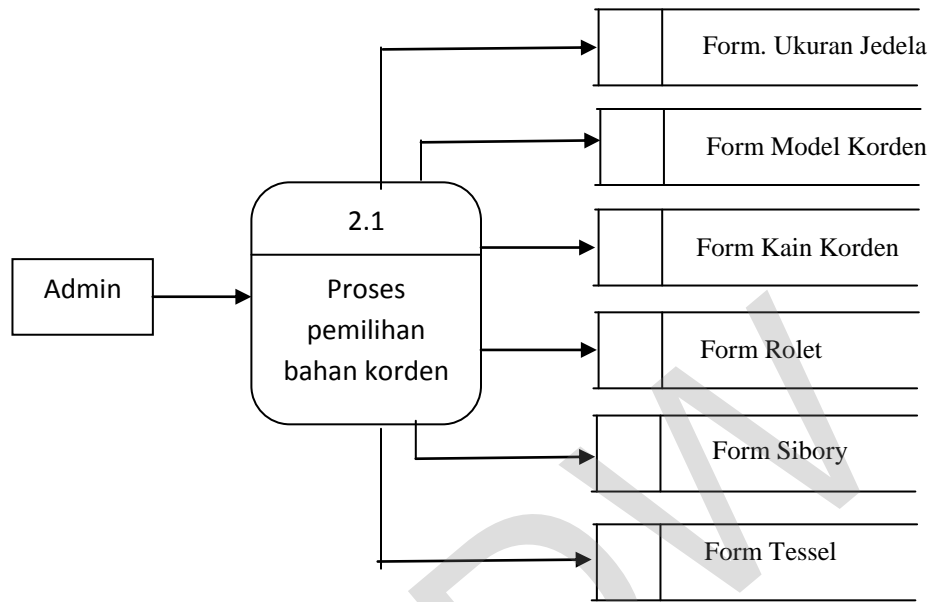 Form. Ukuran Jedela
Form Model Korden
2.1
Form Kain Korden
Admin
Proses
pemilihan
bahan korden
Form Rolet
Form Sibory
Form Tessel
DW